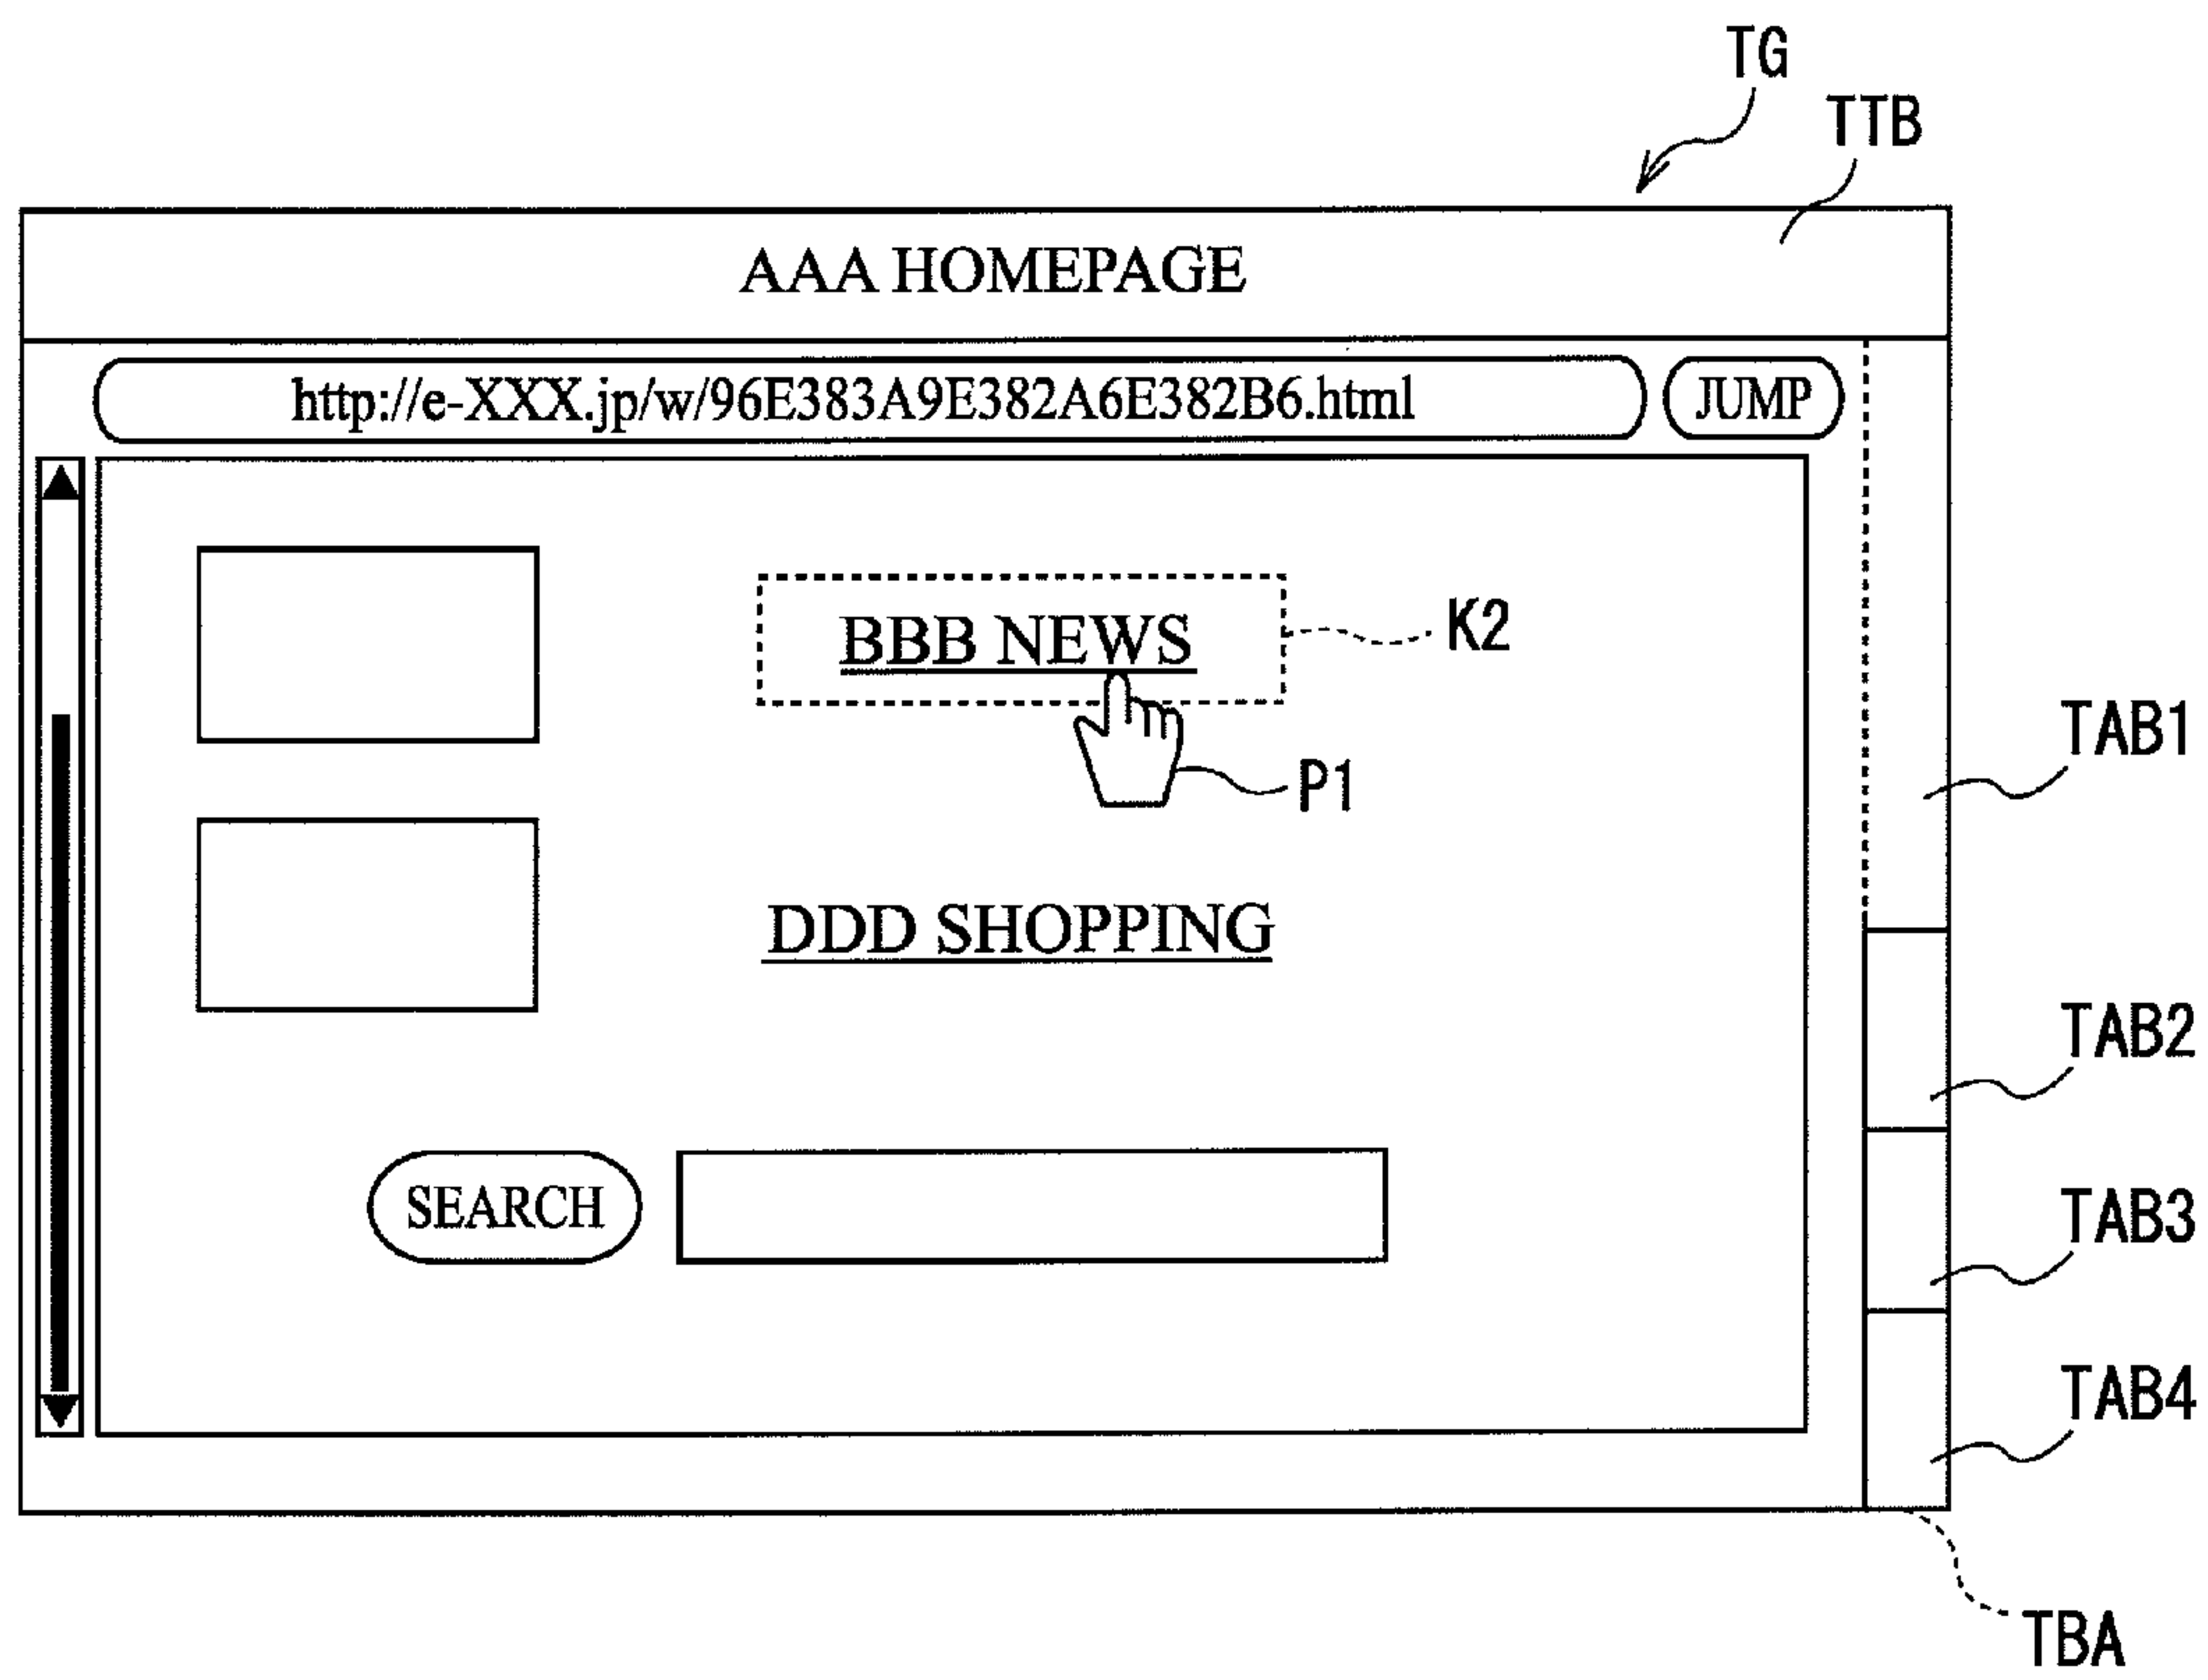 TG
TTB
AAA HOMEPAGE
http://e-XXX.jp/w/96E383A9E382A6E382B6.html
JUMP
BBB NEWS
K2
P1
TAB1
DDD SHOPPING
TAB2
SEARCH
TAB3
TAB4
TBA